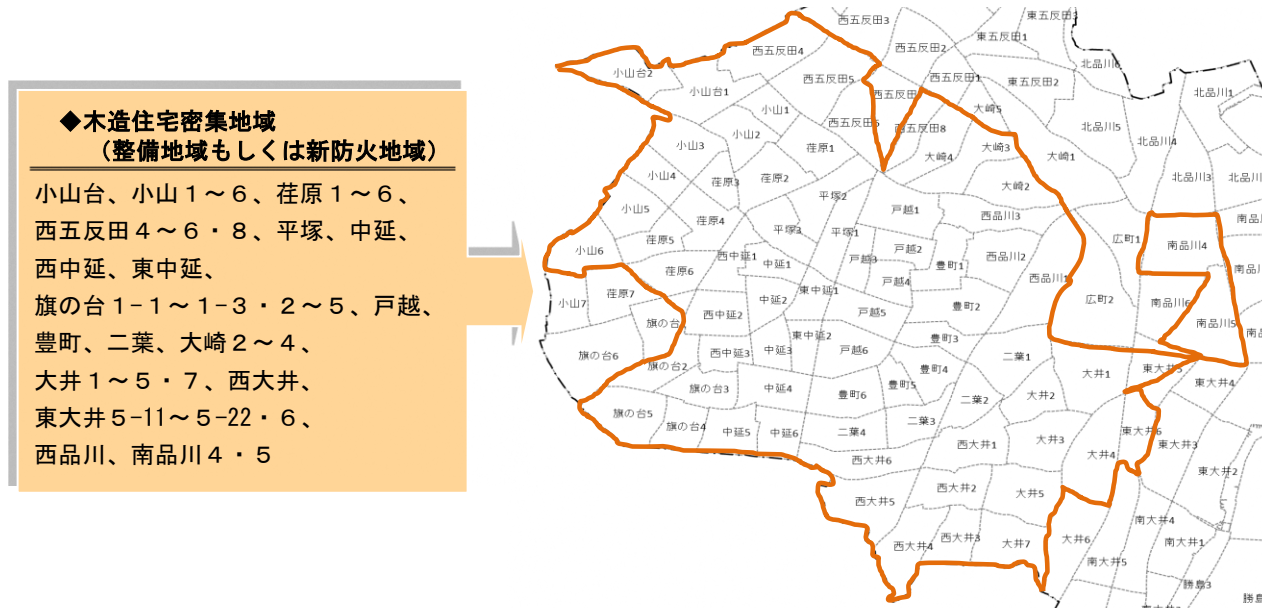 ◆木造住宅密集地域
(整備地域もしくは新防火地域)
小山台、小山1～6、荏原1～6、
西五反田4～6・8、平塚、中延、
西中延、東中延、
旗の台1-1～1-3・2～5、戸越、
豊町、二葉、大崎2～4、
大井1～5・7、西大井、
東大井5-11～5-22・6、
西品川、南品川4・5
東五反田3
西五反田3
東五反田1
西五反田2
西五反田4
北品川6
小山台2
西五反田5
西五反田1
東五反田2
小山台1
西五反田
北品川1
小山1
大崎5
西五反田6
西五反田8
北品川5
小山2
北品川4
小山3
荏原1
大崎3
大崎4
大崎1
小山4
荏原3
荏原2
北品川3
大崎2
平塚2
小山5
戸越1
荏原4
西品川3
平塚3
平塚1
広町1
荏原5
小山6
戸越2
南品川4
西中延1
中延1
戸越3
豊町1
西品川2
荏原6
戸越4
西品川1
小山7
荏原7
東中延1
中延2
広町2
南品川6
豊町2
西中延2
戸越5
旗の台
南品川5
東中延2
豊町3
旗の台6
西中延3
中延3
戸越6
二葉1
旗の台2
豊町4
大井1
東大井5
旗の台3
中延4
豊町5
東大井4
豊町6
大井2
二葉2
旗の台5
二葉3
旗の台4
中延5
中延6
二葉4
東大井6
大井3
西大井1
東大井3
大井4
西大井6
東大井2
西大井2
大井5
西大井5
南大井4
西大井3
大井6
南大井1
西大井4
大井7
南大井5
勝島3